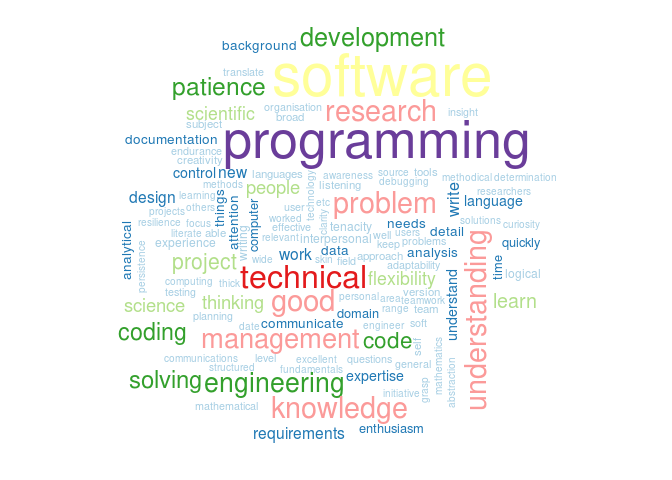 development
background
software
translate
patience
organisation
research
insight
scientific
broad
subject
programming
documentation
endurance
creativity
control
new
languages
awareness
source
tools
methodical
determination
methods
people
technology
listening
debugging
researchers
design
learning
things
attention
computer
user
etc
problem
write
language
projects
others
worked
clarity
solutions
resilience
focus
effective
tenacity
needs
users
detail
curiosity
literate
able
writing
relevant
interpersonal
well
keep
problems
quickly
analytical
persistence
experience
work
data
approach
analysis
understanding
time
project
wide
skin
field
adaptability
logical
computing
thick
technical
flexibility
understand
testing
version
science
thinking
good
personal
area
teamwork
learn
planning
domain
range
team
coding
date
communicate
engineer
soft
management
code
self
mathematics
communications
level
excellent
questions
general
abstraction
structured
fundamentals
solving
engineering
expertise
grasp
initiative
mathematical
knowledge
requirements
enthusiasm